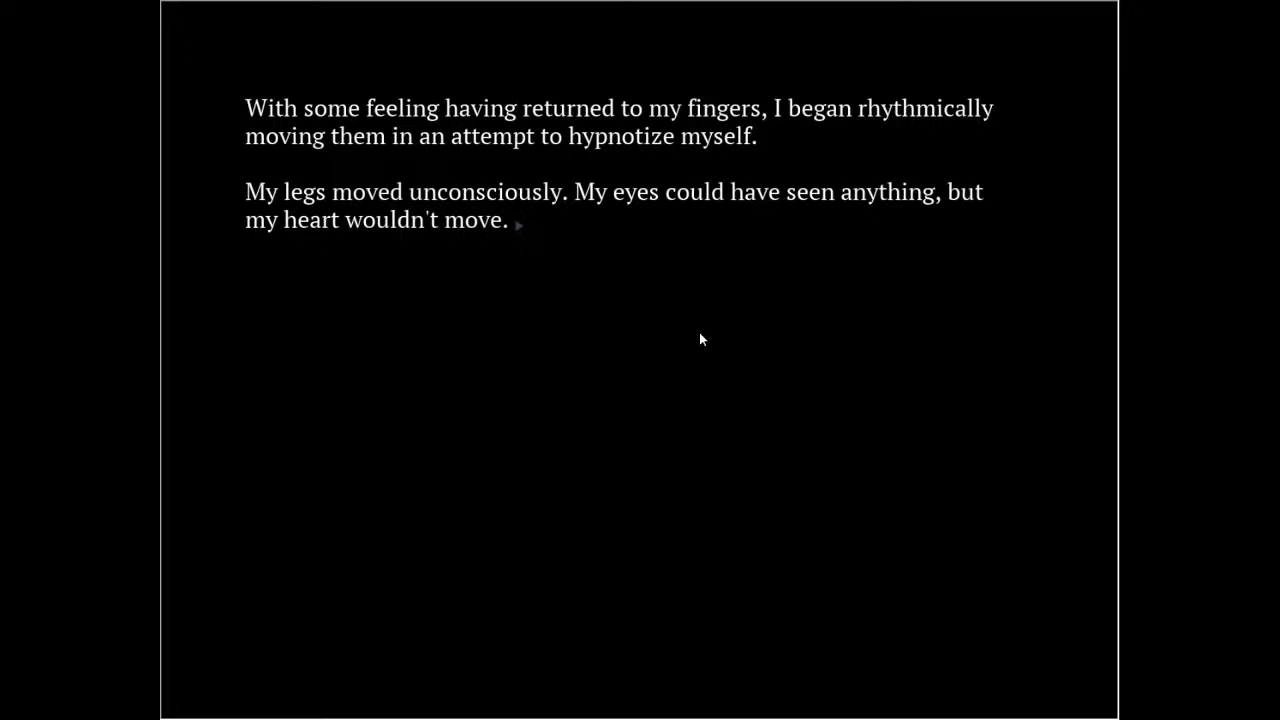 With some feeling having returned to my fingers, I began rhythmically
moving them in an attempt to hypnotize myself.
My legs moved unconsciously. My eyes could have seen anything, but
my heart wouldn't move.